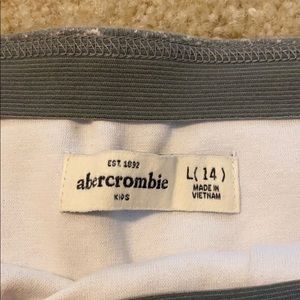 EST. 1892
abercrombie
KIDS
L( 14 )
MADE IN
VIETNAM